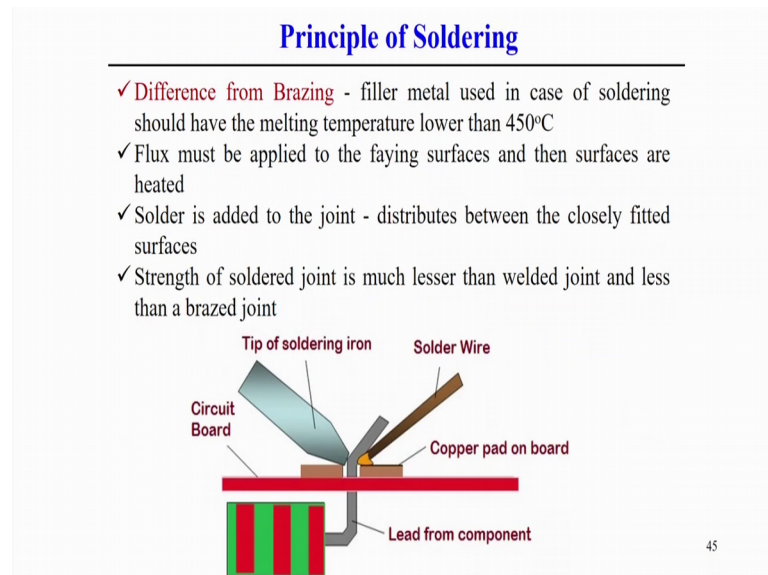 Principle of Soldering
✓Difference from Brazing - filler metal used in case of soldering
should have the melting temperature lower than 450ºC
✓Flux must be applied to the faying surfaces and then surfaces are
heated
✓Solder is added to the joint - distributes between the closely fitted
surfaces
✓Strength of soldered joint is much lesser than welded joint and less
than a brazed joint
Tip of soldering iron
Solder Wire
Circuit
Board
Copper pad on board
Lead from component
45